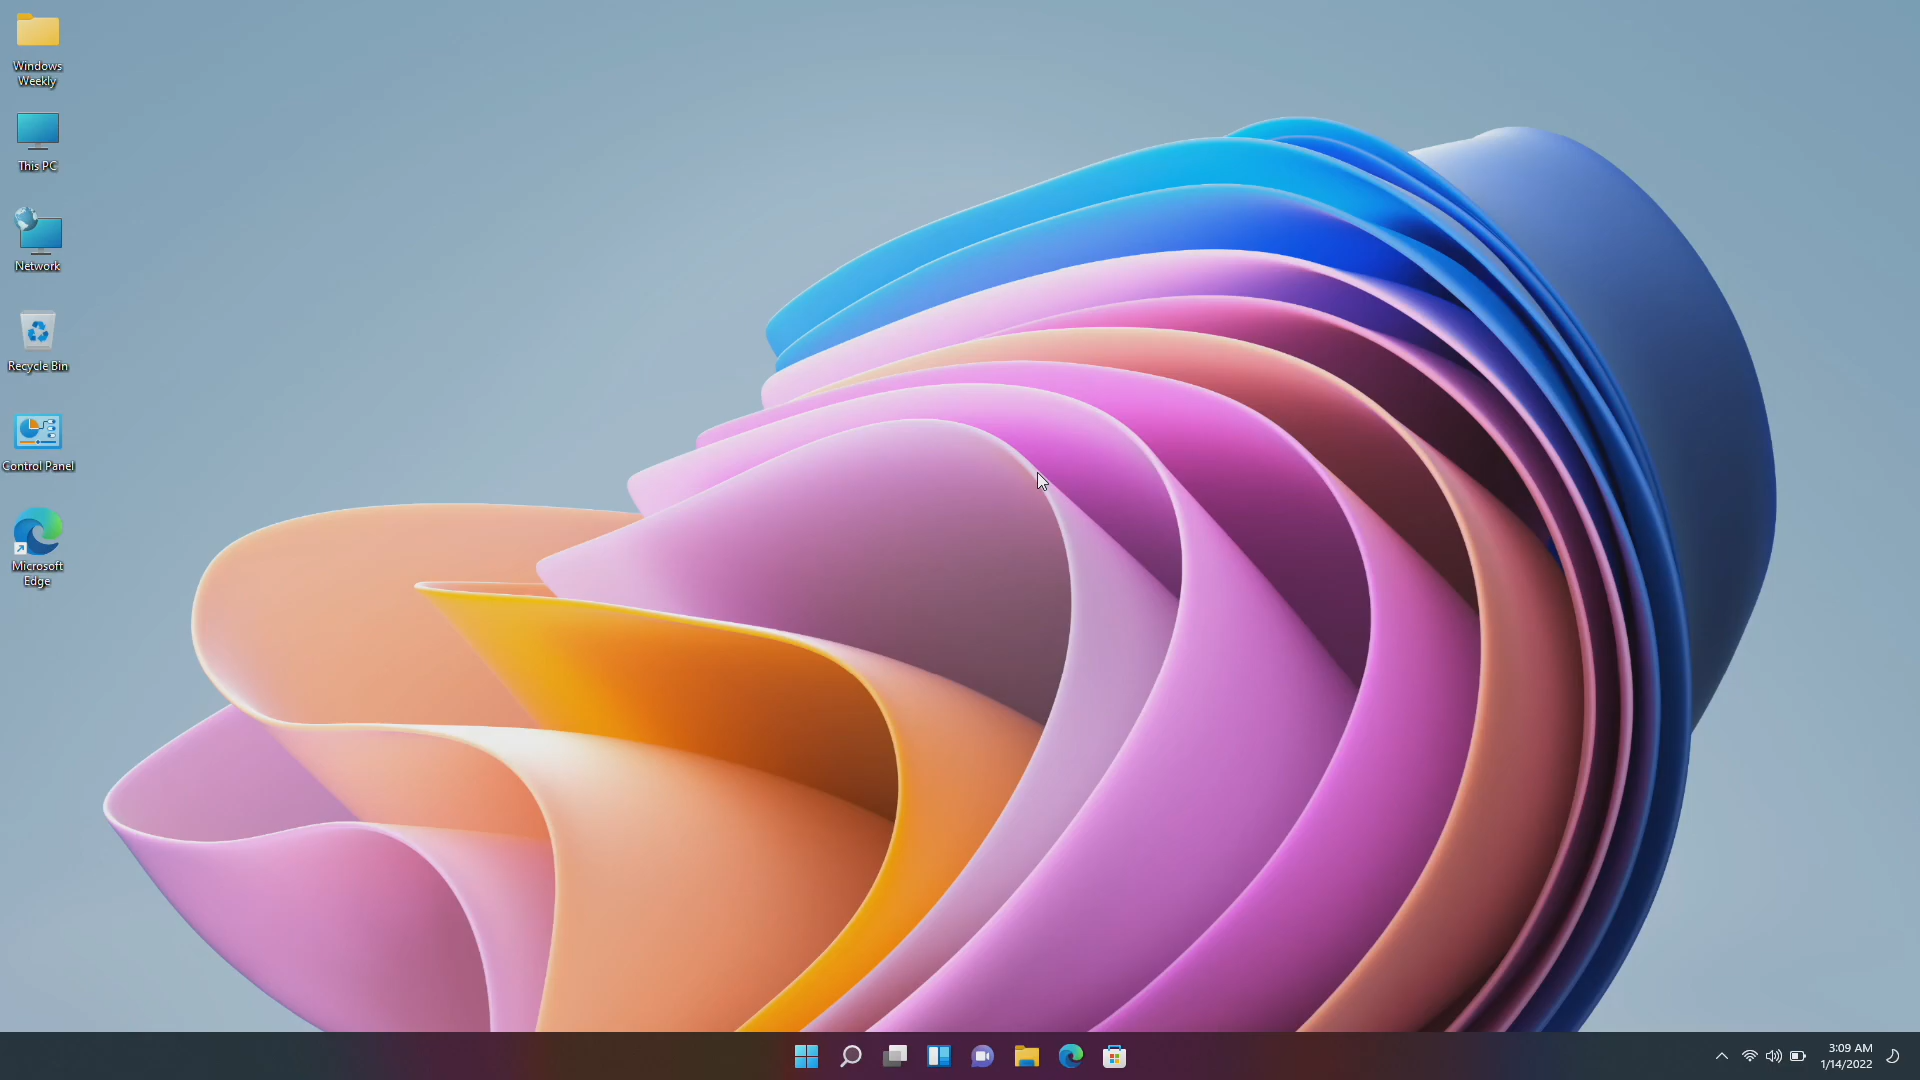 Windows
Weekly
This PC
Network
Recycle Bin
Control Panel
Microsoft
Edge
3:09 AM
1/14/2022